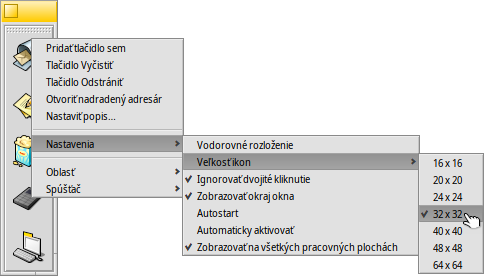 Pridať tlačidlo sem
Tlačidlo Vyčistiť
Tlačidlo Odstrániť
Otvoriť nadradený adresár
Nastaviť popis...
Nastavenia
Oblasť
Spúšťač
Vodorovné rozloženie
Veľkosť ikon
Ignorovať dvojité kliknutie
Zobrazovať okraj okna
Autostart
Automaticky aktivovať
Zobrazovať na všetkých pracovných plochách
16 x 16
20 x 20
24 x 24
32 x 32
40 x 40
48 x 48
64 x 64